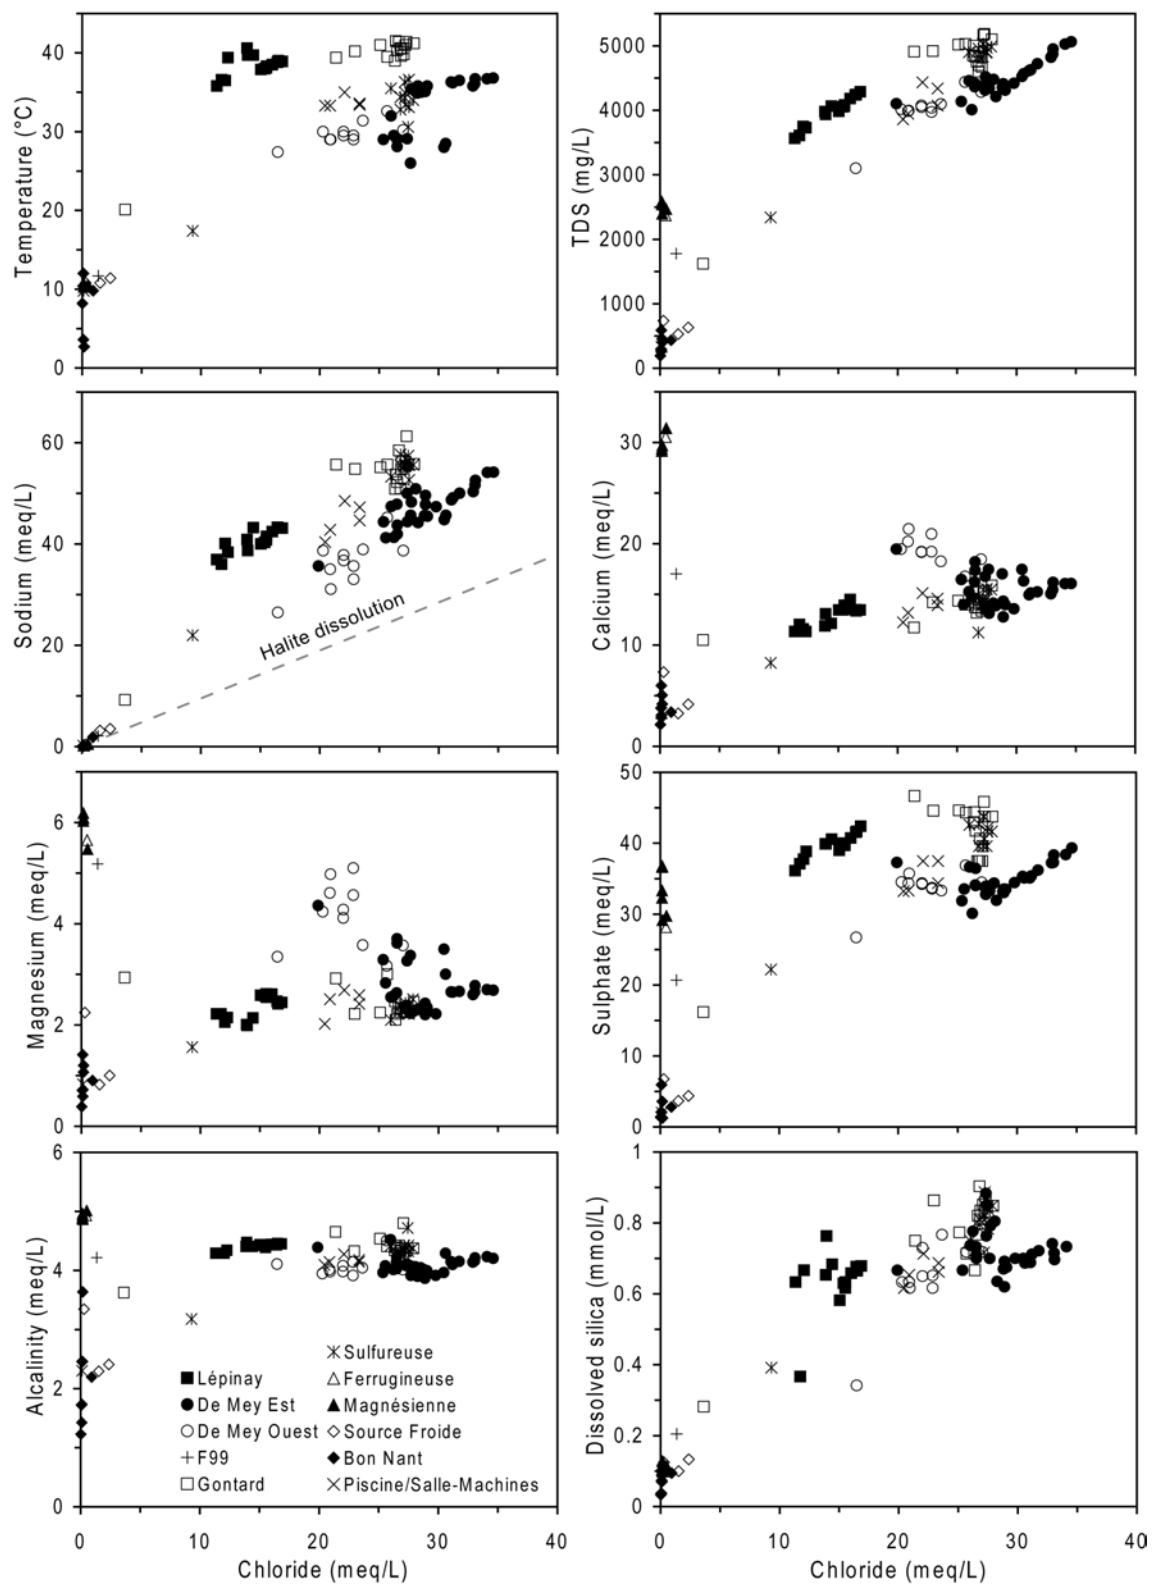 Temperature (°C)
40
30
20
10
0
TDS (mg/L)
5000
4000
3000
2000
1000
0
Sodium (meq/L)
60
40
20
0
Halite dissolution
Calcium (meq/L)
30
20
10
0
Magnesium (meq/L)
6
4
2
0
Sulphate (meq/L)
50
40
30
20
10
0
Alcalinity (meq/L)
6
4
2
0
Sulfureuse
Lépinay
Ferrugineuse
De Mey Est
Magnésienne
De Mey Ouest
Source Froide
F99
Bon Nant
Gontard
Piscine/Salle-Machines
0 10 20 30 40
Chloride (meq/L)
Dissolved silica (mmol/L)
1
0.8
0.6
0.4
0.2
0
0 10 20 30 40
Chloride (meq/L)